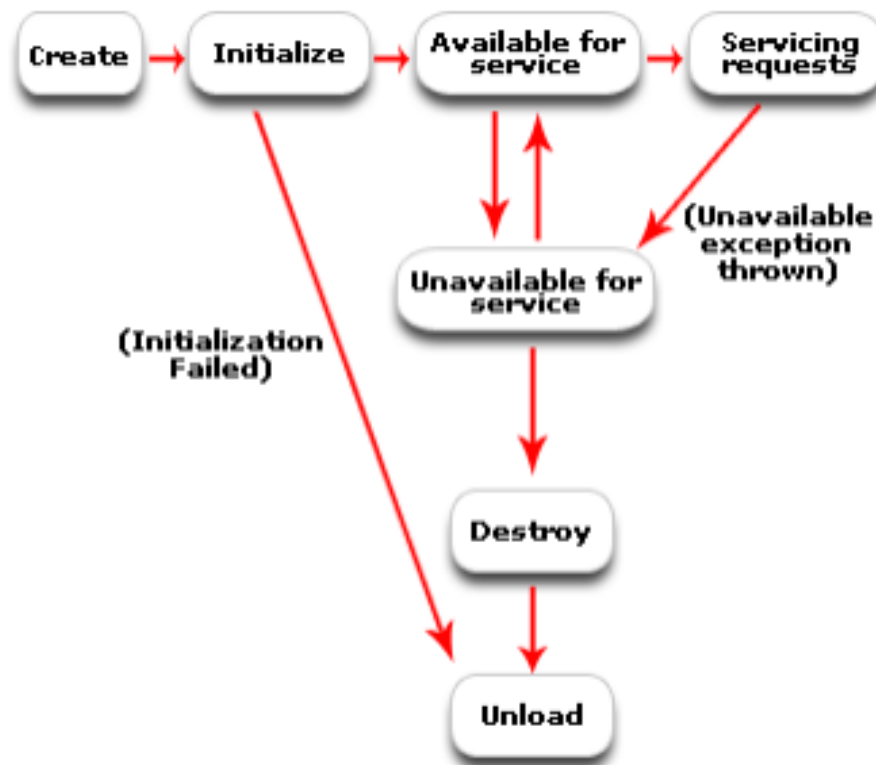 Create
Initialize
Available for
service
Servicing
requests
(Unavailable
exception
thrown)
Unavailable for
service
(Initialization
Failed)
Destroy
Unload